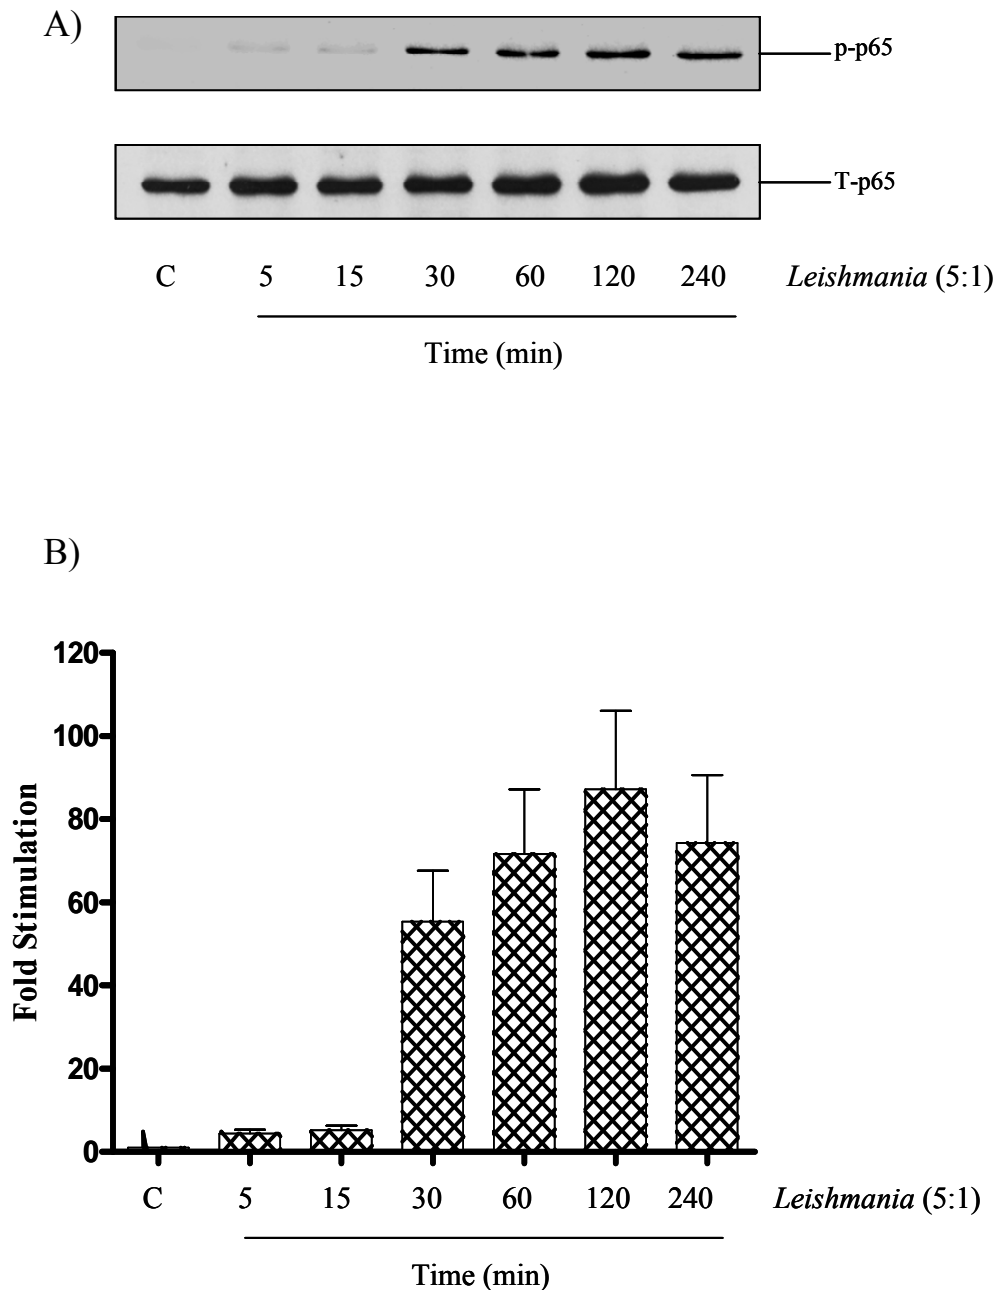 A)
p-p65
T-p65
C 5 15 30 60 120 240 Leishmania (5:1)
Time (min)
B)
120
100
80
60
40
20
0
Fold Stimulation
C 5 15 30 60 120 240 Leishmania (5:1)
Time (min)